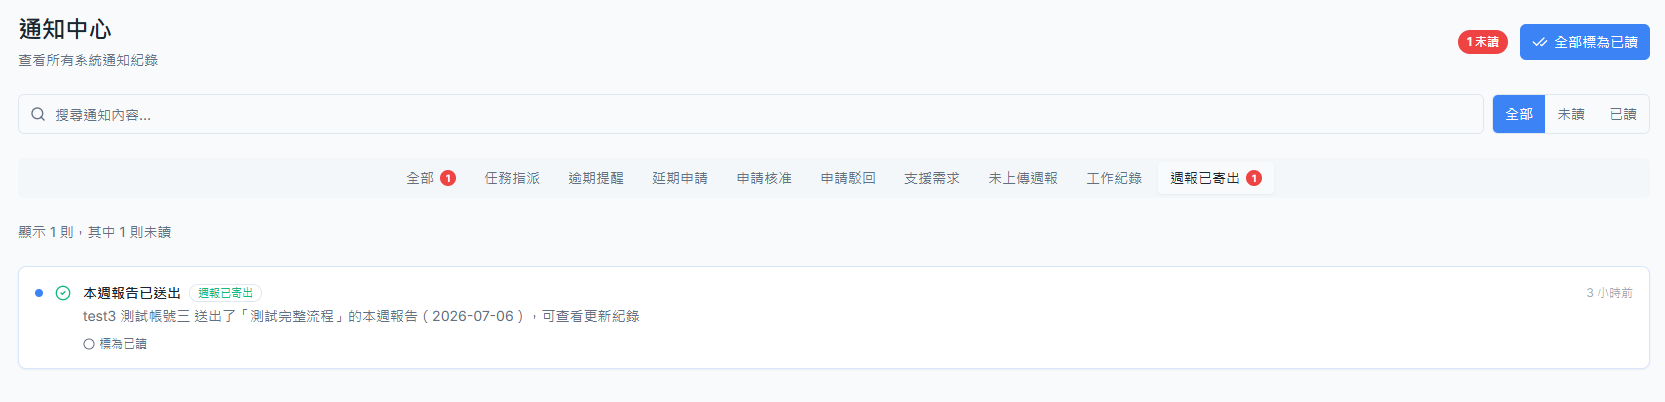 通知中心
查看所有系統通知紀錄
1 未讀
全部標為已讀
搜尋通知內容...
全部 未讀 已讀
全部 1 任務指派 逾期提醒 延期申請 申請核准 申請駁回 支援需求 未上傳週報 工作紀錄 週報已寄出 1
顯示 1 則，其中 1 則未讀
本週報告已送出 週報已寄出 3 小時前
test3 測試帳號三 送出了「測試完整流程」的本週報告（2026-07-06），可查看更新紀錄
標為已讀